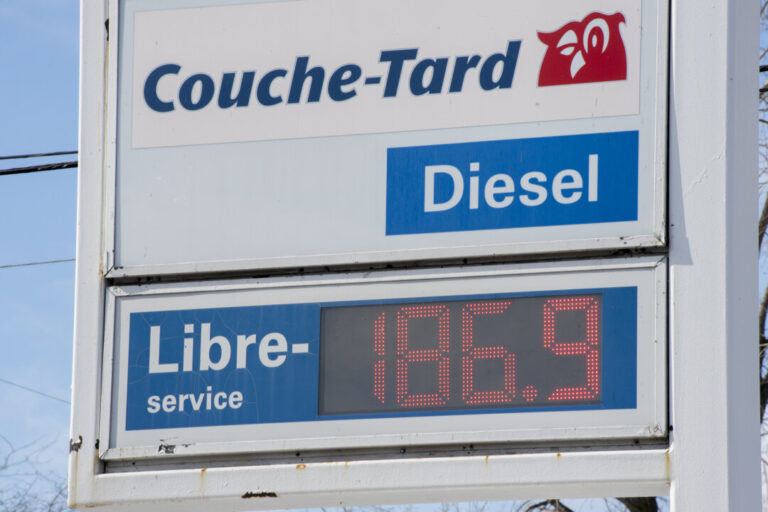 Couche-Tard
Diesel
Libre-
service
186.9